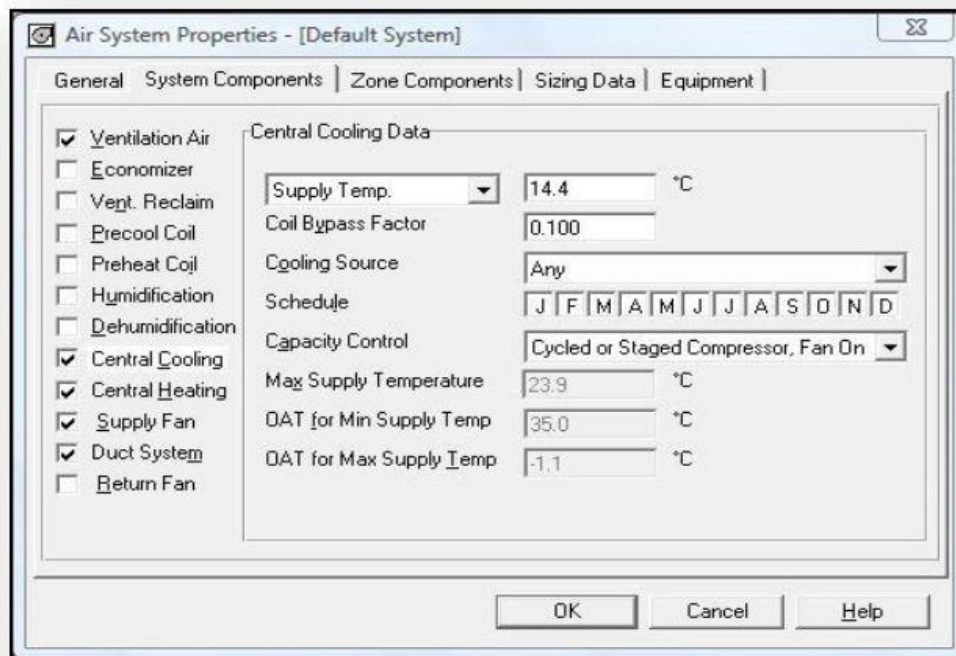 Air System Properties - [Default System]
General System Components Zone Components Sizing Data Equipment
Ventilation Air
Economizer
Vent. Reclaim
Precool Coil
Preheat Coil
Humidification
Dehumidification
Central Cooling
Central Heating
Supply Fan
Duct System
Return Fan
Central Cooling Data
Supply Temp. 14.4 °C
Coil Bypass Factor 0.100
Cooling Source Any
Schedule J F M A M J J A S O N D
Capacity Control Cycled or Staged Compressor, Fan On
Max Supply Temperature 23.9 °C
OAT for Min Supply Temp 35.0 °C
OAT for Max Supply Temp -1.1 °C
OK Cancel Help